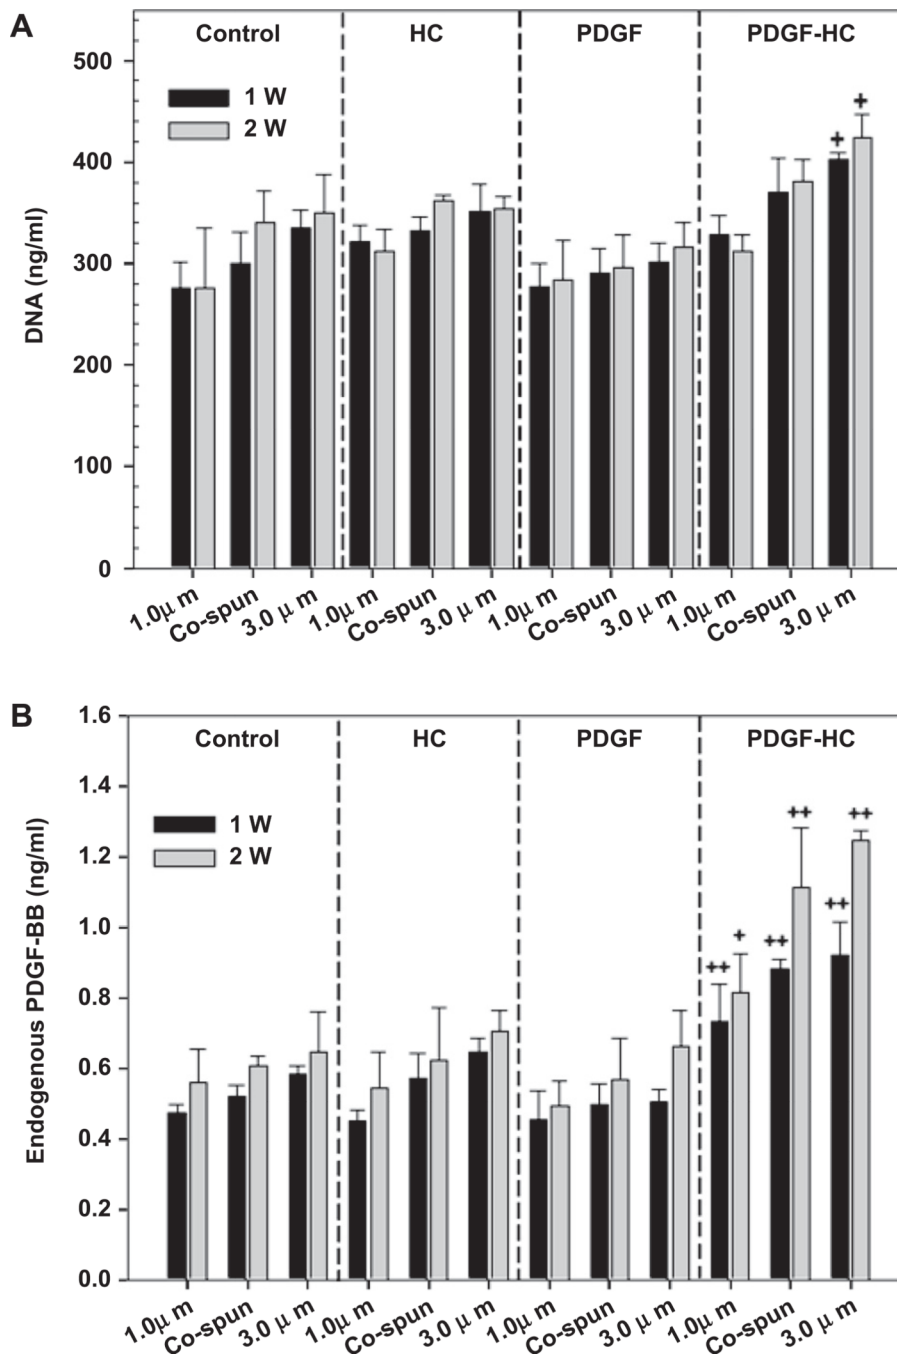 A
Control HC PDGF PDGF-HC
500
1 W
2 W
+
+
400
300
200
100
0
DNA (ng/ml)
1.0μ m Co-spun 3.0 μ m 1.0μ m Co-spun 3.0 μ m 1.0μ m Co-spun 3.0 μ m 1.0μ m Co-spun 3.0 μ m
B
1.6
Control HC PDGF PDGF-HC
1.4
1 W
2 W
++ ++
1.2
++
1.0
++ + ++
0.8
0.6
0.4
0.2
0.0
Endogenous PDGF-BB (ng/ml)
1.0μ m Co-spun 3.0 μ m 1.0μ m Co-spun 3.0 μ m 1.0μ m Co-spun 3.0 μ m 1.0μ m Co-spun 3.0 μ m